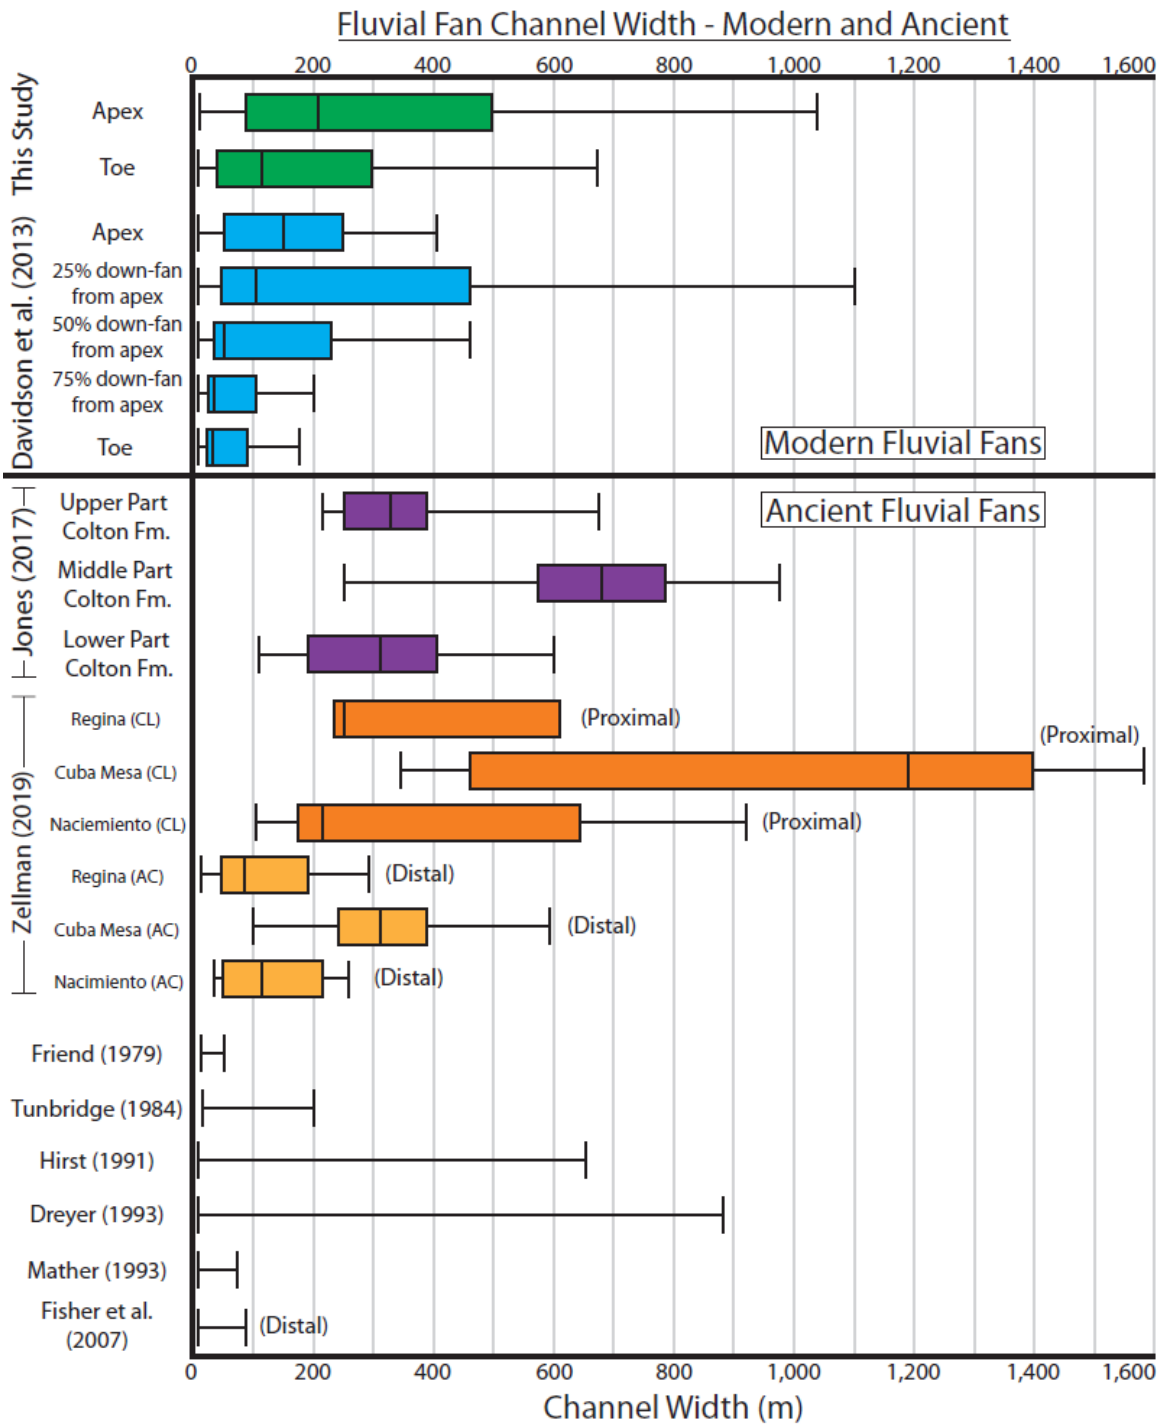 Fluvial Fan Channel Width - Modern and Ancient
0 200 400 600 800 1,000 1,200 1,400 1,600
This Study
Apex
Toe
Davidson et al. (2013)
Apex
25% down-fan
from apex
50% down-fan
from apex
75% down-fan
from apex
Toe
Modern Fluvial Fans
Ancient Fluvial Fans
Jones (2017)
Upper Part
Colton Fm.
Middle Part
Colton Fm.
Lower Part
Colton Fm.
Zellman (2019)
Regina (CL)
(Proximal)
Cuba Mesa (CL)
(Proximal)
Naciemiento (CL)
(Proximal)
Regina (AC)
(Distal)
Cuba Mesa (AC)
(Distal)
Nacimiento (AC)
(Distal)
Friend (1979)
Tunbridge (1984)
Hirst (1991)
Dreyer (1993)
Mather (1993)
Fisher et al.
(2007)
(Distal)
0 200 400 600 800 1,000 1,200 1,400 1,600
Channel Width (m)